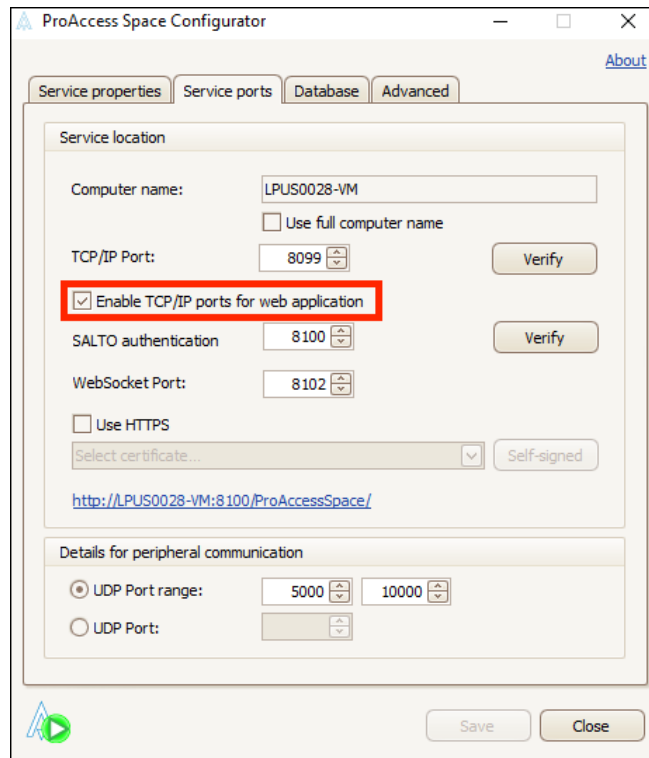 ProAccess Space Configurator
About
Service properties Service ports Database Advanced
Service location
Computer name: LPUS0028-VM
Use full computer name
TCP/IP Port: 8099 Verify
Enable TCP/IP ports for web application
SALTO authentication 8100 Verify
WebSocket Port: 8102
Use HTTPS
Select certificate... Self-signed
http://LPUS0028-VM:8100/ProAccessSpace/
Details for peripheral communication
UDP Port range: 5000 10000
UDP Port:
Save Close